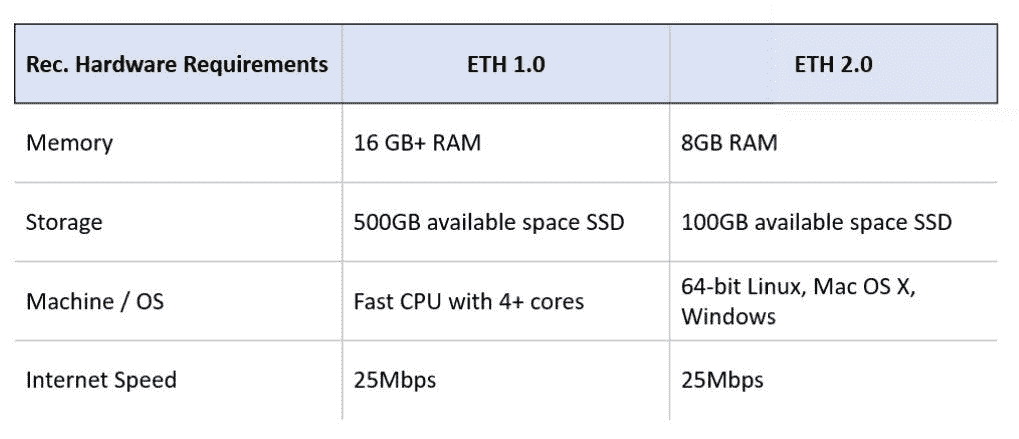 Rec. Hardware Requirements ETH 1.0 ETH 2.0
Memory 16 GB+ RAM 8GB RAM
Storage 500GB available space SSD 100GB available space SSD
Machine / OS Fast CPU with 4+ cores 64-bit Linux, Mac OS X,
Windows
Internet Speed 25Mbps 25Mbps